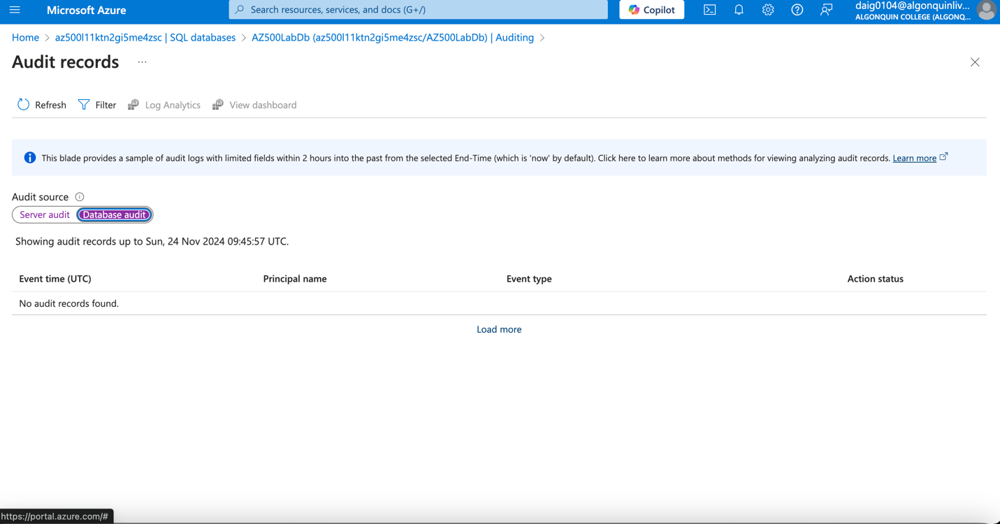 Microsoft Azure
Search resources, services, and docs (G+/)
Copilot
daig0104@algonquinliv...
ALGONQUIN COLLEGE (ALGONQ...
Home > az500l11ktn2gi5me4zsc | SQL databases > AZ500LabDb (az500l11ktn2gi5me4zsc/AZ500LabDb) | Auditing >
Audit records ...
Refresh Filter Log Analytics View dashboard
This blade provides a sample of audit logs with limited fields within 2 hours into the past from the selected End-Time (which is 'now' by default). Click here to learn more about methods for viewing analyzing audit records. Learn more
Audit source
Server audit Database audit
Showing audit records up to Sun, 24 Nov 2024 09:45:57 UTC.
Event time (UTC) Principal name Event type Action status
No audit records found.
Load more
https://portal.azure.com/#